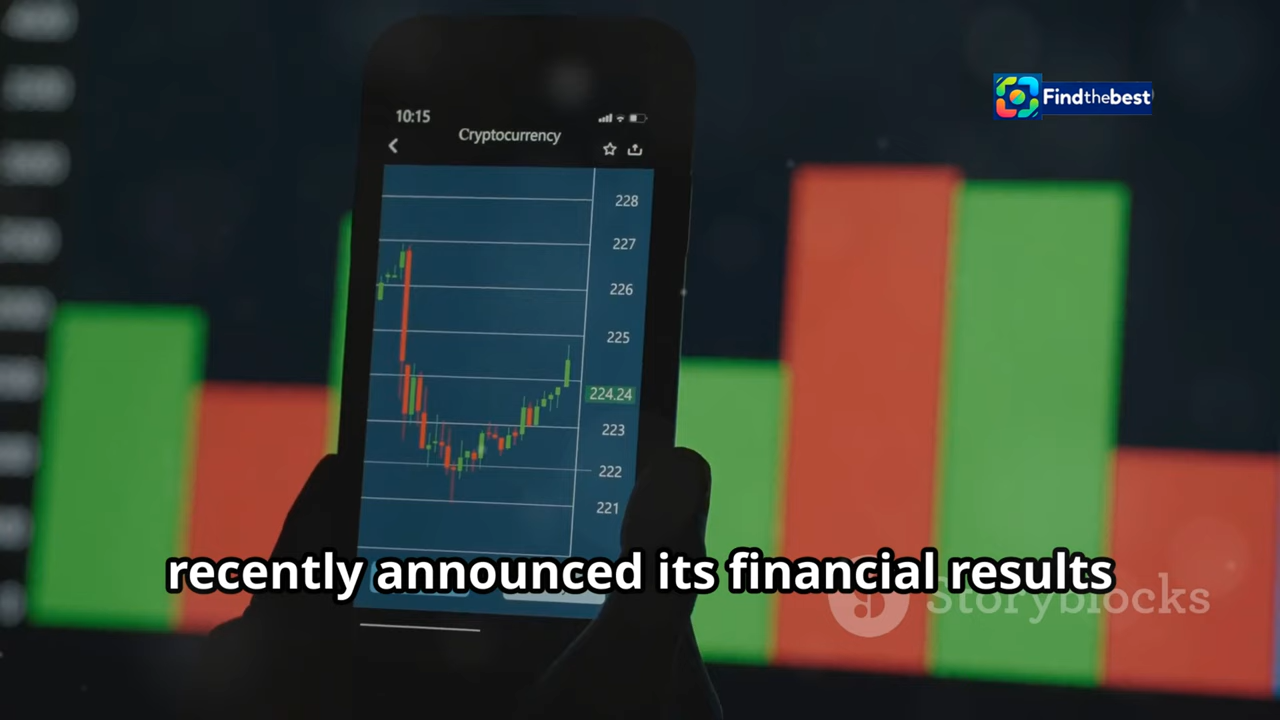 Findthebest
10:15
Cryptocurrency
228
227
226
225
224.24
223
222
221
recently announced its financial results
Storyblocks